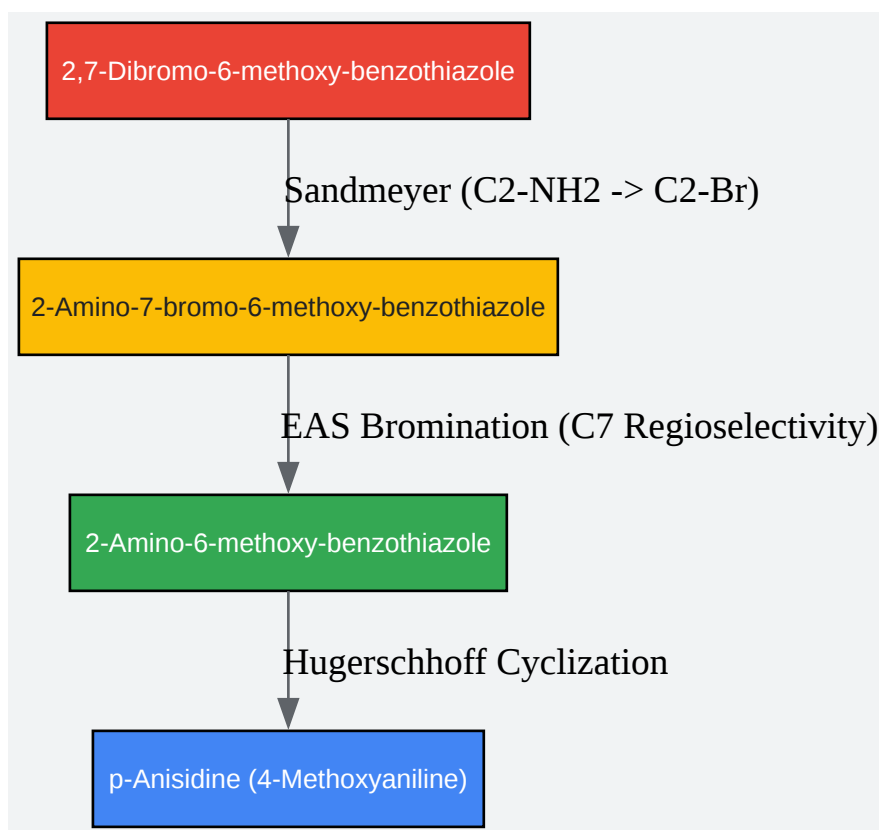 2,7-Dibromo-6-methoxy-benzothiazole
Sandmeyer (C2-NH2 -> C2-Br)
2-Amino-7-bromo-6-methoxy-benzothiazole
EAS Bromination (C7 Regioselectivity)
2-Amino-6-methoxy-benzothiazole
Hugerschhoff Cyclization
p-Anisidine (4-Methoxyaniline)